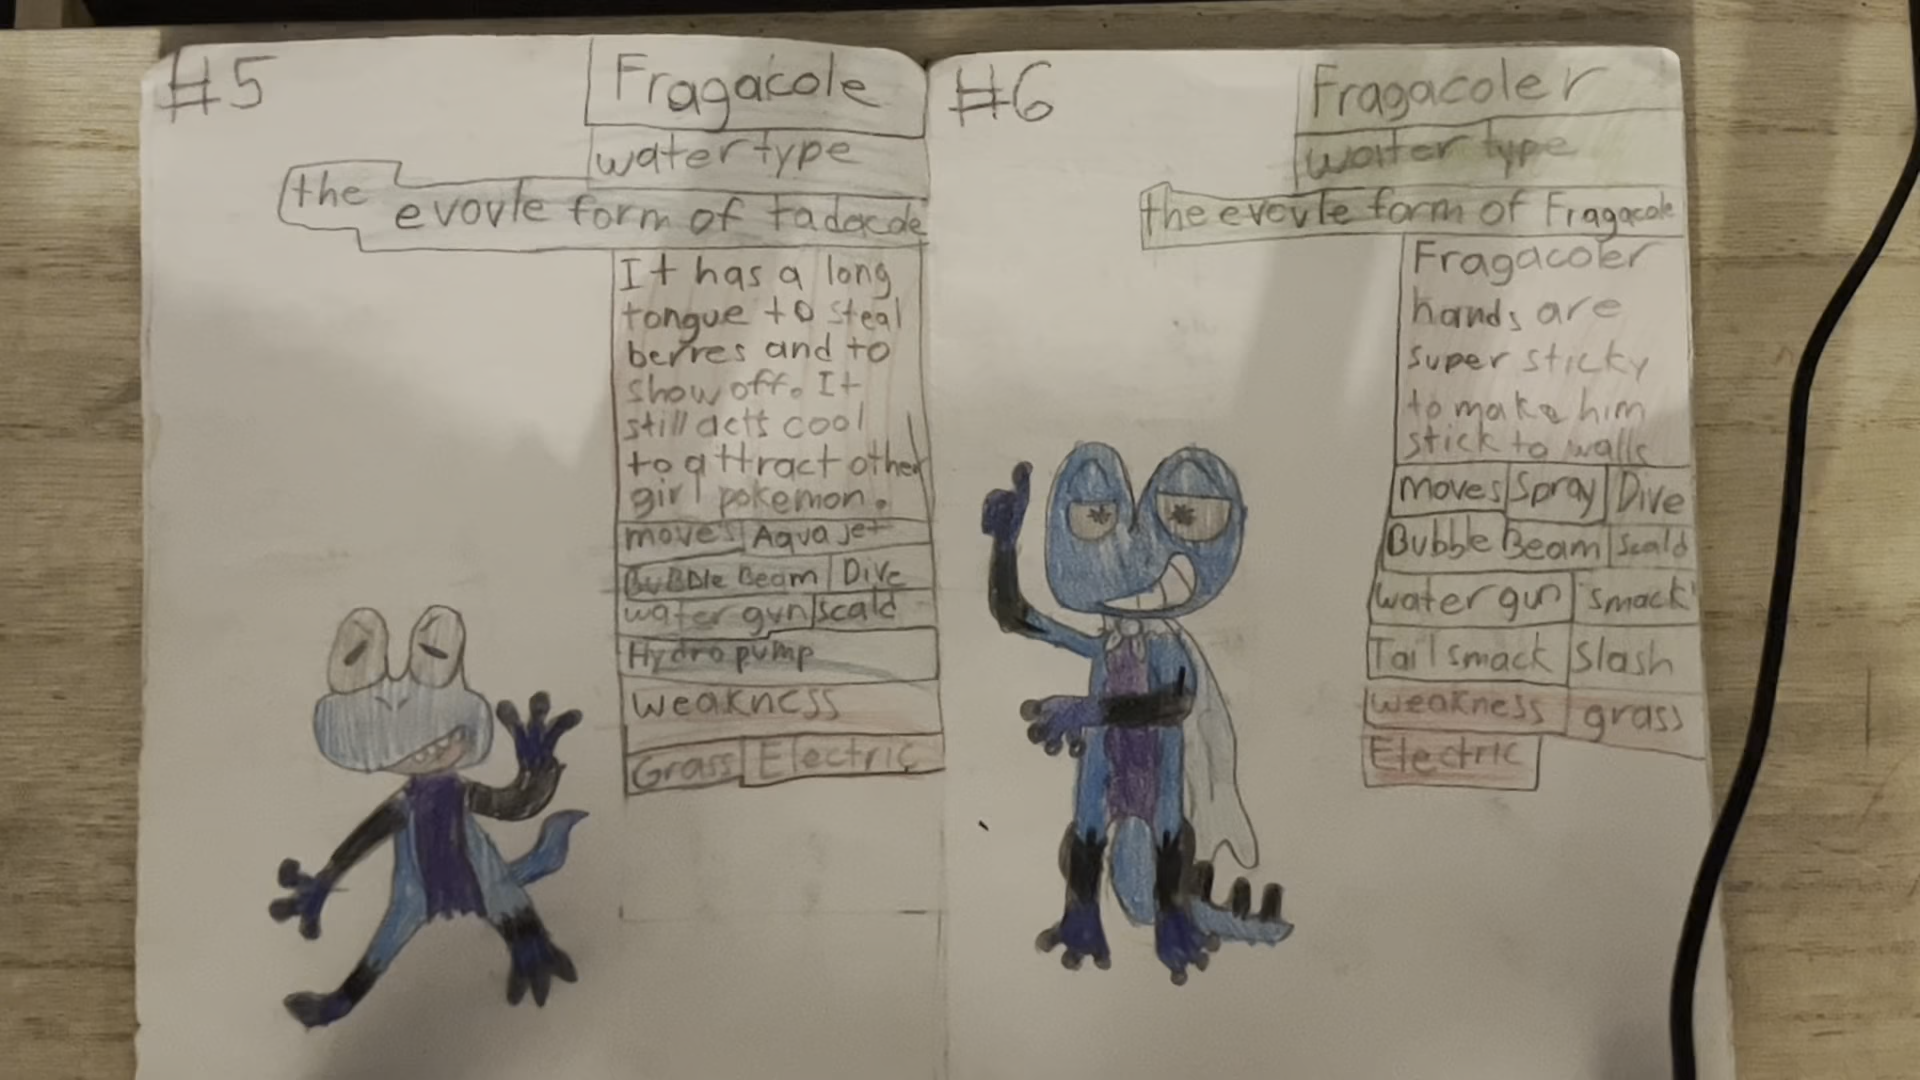 #5
Fragacole
water type
the evovle form of tadacole
It has a long
tongue to steal
berres and to
show off. It
still acts cool
to attract other
girl pokemon.
moves Aqua jet
BuBBle Beam Dive
water gun scald
Hydro pump
weakness
Grass Electric
#6
Fragacoler
water type
the evovle form of Fragacole
Fragacoler
hands are
super sticky
to make him
stick to walls
moves Spray Dive
Bubble Beam scald
water gun smack
Tail smack Slash
weakness grass
Electric